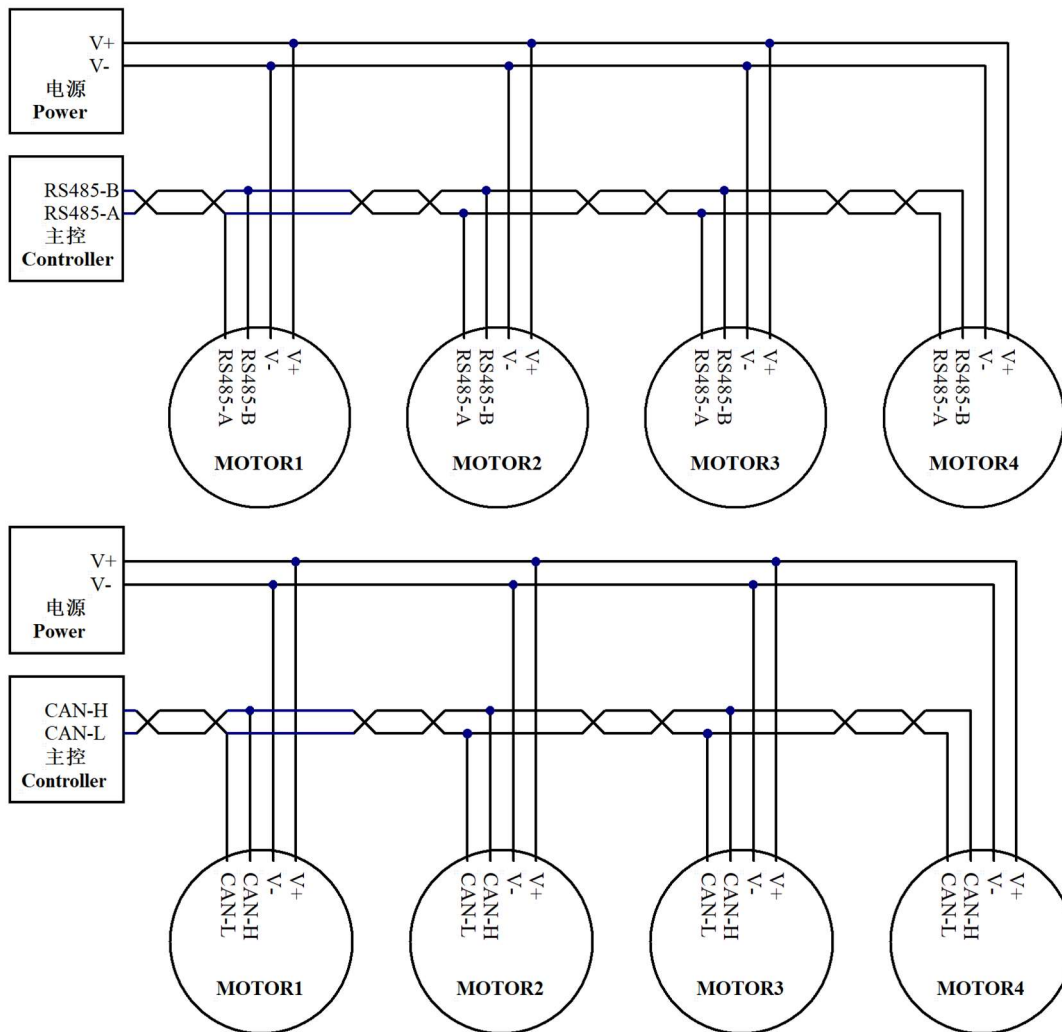 V+
V-
电源
Power
RS485-B
RS485-A
主控
Controller
RS485-A
RS485-B
V-
V+
MOTOR1
RS485-A
RS485-B
V-
V+
MOTOR2
RS485-A
RS485-B
V-
V+
MOTOR3
RS485-A
RS485-B
V-
V+
MOTOR4
V+
V-
电源
Power
CAN-H
CAN-L
主控
Controller
CAN-L
CAN-H
V-
V+
MOTOR1
CAN-L
CAN-H
V-
V+
MOTOR2
CAN-L
CAN-H
V-
V+
MOTOR3
CAN-L
CAN-H
V-
V+
MOTOR4